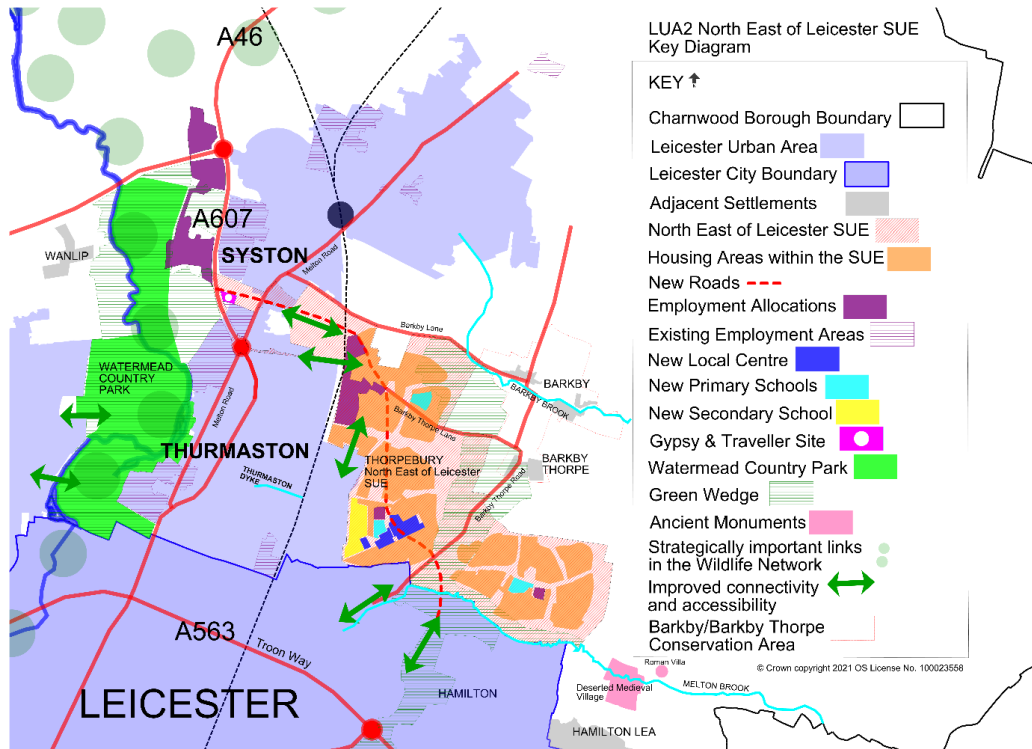 LUA2 North East of Leicester SUE
Key Diagram
KEY
Charnwood Borough Boundary
Leicester Urban Area
Leicester City Boundary
Adjacent Settlements
North East of Leicester SUE
Housing Areas within the SUE
New Roads
Employment Allocations
Existing Employment Areas
New Local Centre
New Primary Schools
New Secondary School
Gypsy & Traveller Site
Watermead Country Park
Green Wedge
Ancient Monuments
Strategically important links
in the Wildlife Network
Improved connectivity
and accessibility
Barkby/Barkby Thorpe
Conservation Area
© Crown copyright 2021 OS License No. 100023558
A46
A607
WANLIP
SYSTON
Melton Road
Barkby Lane
WATERMEAD
COUNTRY
PARK
BARKBY
BARKBY BROOK
Melton Road
Barkby Thorpe Lane
THURMASTON
THORPEBURY
North East of Leicester
SUE
BARKBY
THORPE
Barkby Thorpe Road
THURMASTON
DYKE
A563
Troon Way
LEICESTER
HAMILTON
Roman Villa
Deserted Medieval
Village
MELTON BROOK
HAMILTON LEA